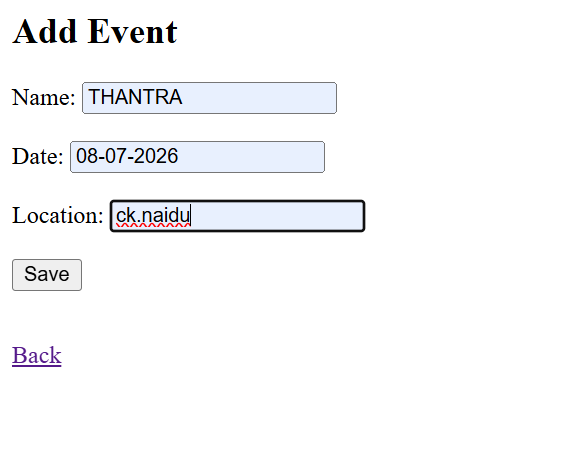 Add Event
Name: THANTRA
Date: 08-07-2026
Location: ck.naidu
Save
Back